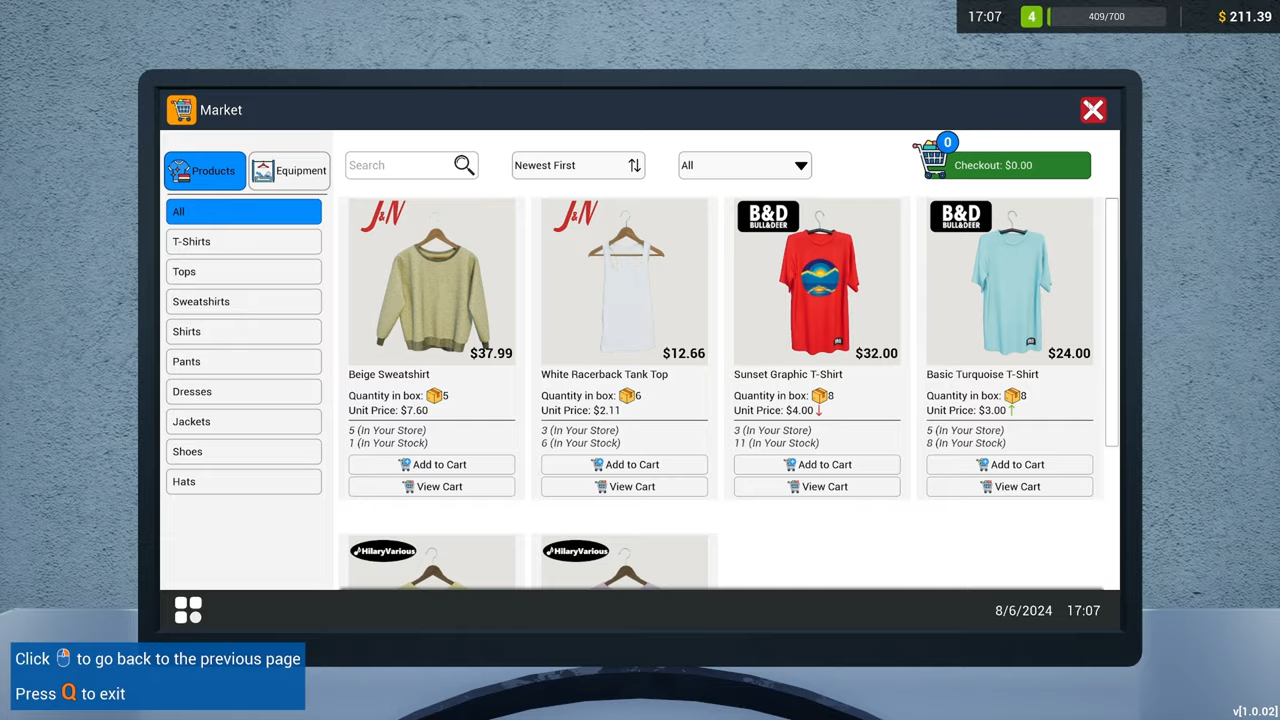 17:07
4
409/700
$ 211.39
Market
Products
Equipment
Search
Newest First
All
0
Checkout: $0.00
All
T-Shirts
Tops
Sweatshirts
Shirts
Pants
Dresses
Jackets
Shoes
Hats
J&N
$37.99
Beige Sweatshirt
Quantity in box: 5
Unit Price: $7.60
5 (In Your Store)
1 (In Your Stock)
Add to Cart
View Cart
J&N
$12.66
White Racerback Tank Top
Quantity in box: 6
Unit Price: $2.11
3 (In Your Store)
6 (In Your Stock)
Add to Cart
View Cart
B&D
BULL&DEER
$32.00
Sunset Graphic T-Shirt
Quantity in box: 8
Unit Price: $4.00
3 (In Your Store)
11 (In Your Stock)
Add to Cart
View Cart
B&D
BULL&DEER
$24.00
Basic Turquoise T-Shirt
Quantity in box: 8
Unit Price: $3.00
5 (In Your Store)
8 (In Your Stock)
Add to Cart
View Cart
HilaryVarious
HilaryVarious
8/6/2024 17:07
Click to go back to the previous page
Press Q to exit
v[1.0.02]